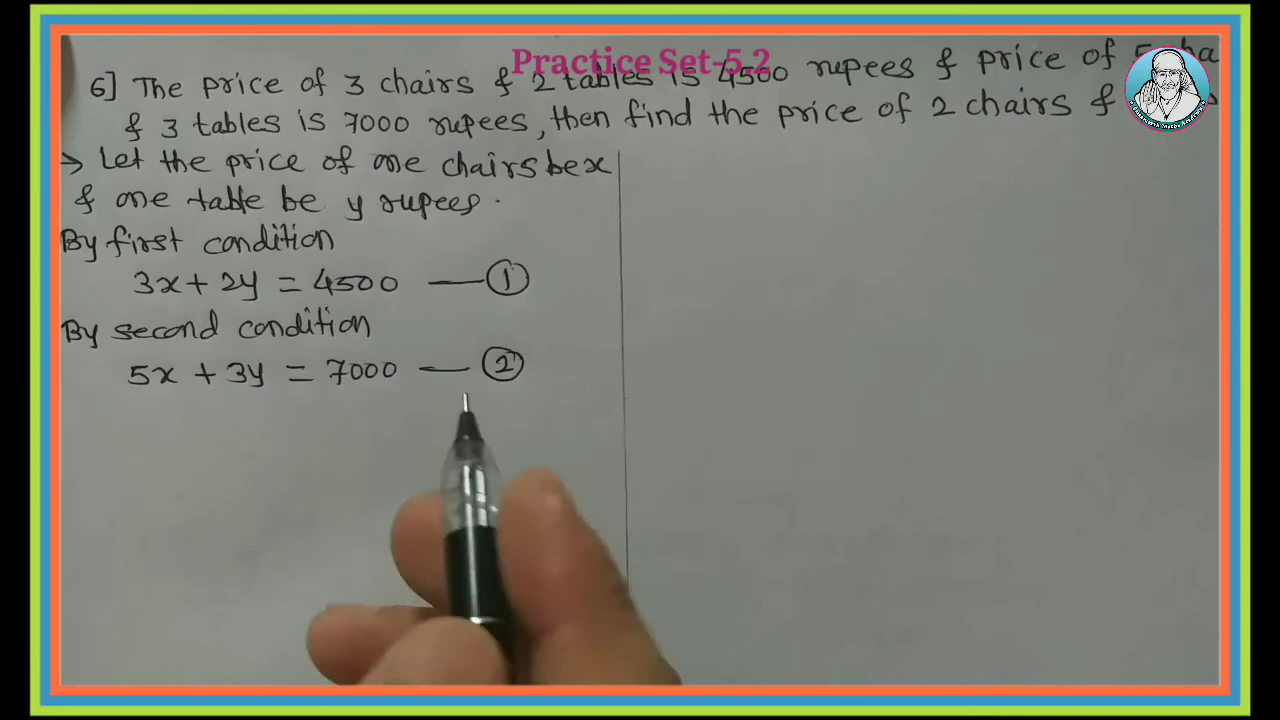 Practice Set-5.2
6] The price of 3 chairs & 2 tables is 4500 rupees & price of 5
& 3 tables is 7000 rupees, then find the price of 2 chairs &
→ Let the price of one chairs be x
& one table be y rupees.
By first condition
3x + 2y = 4500 — ①
By second condition
5x + 3y = 7000 — ②